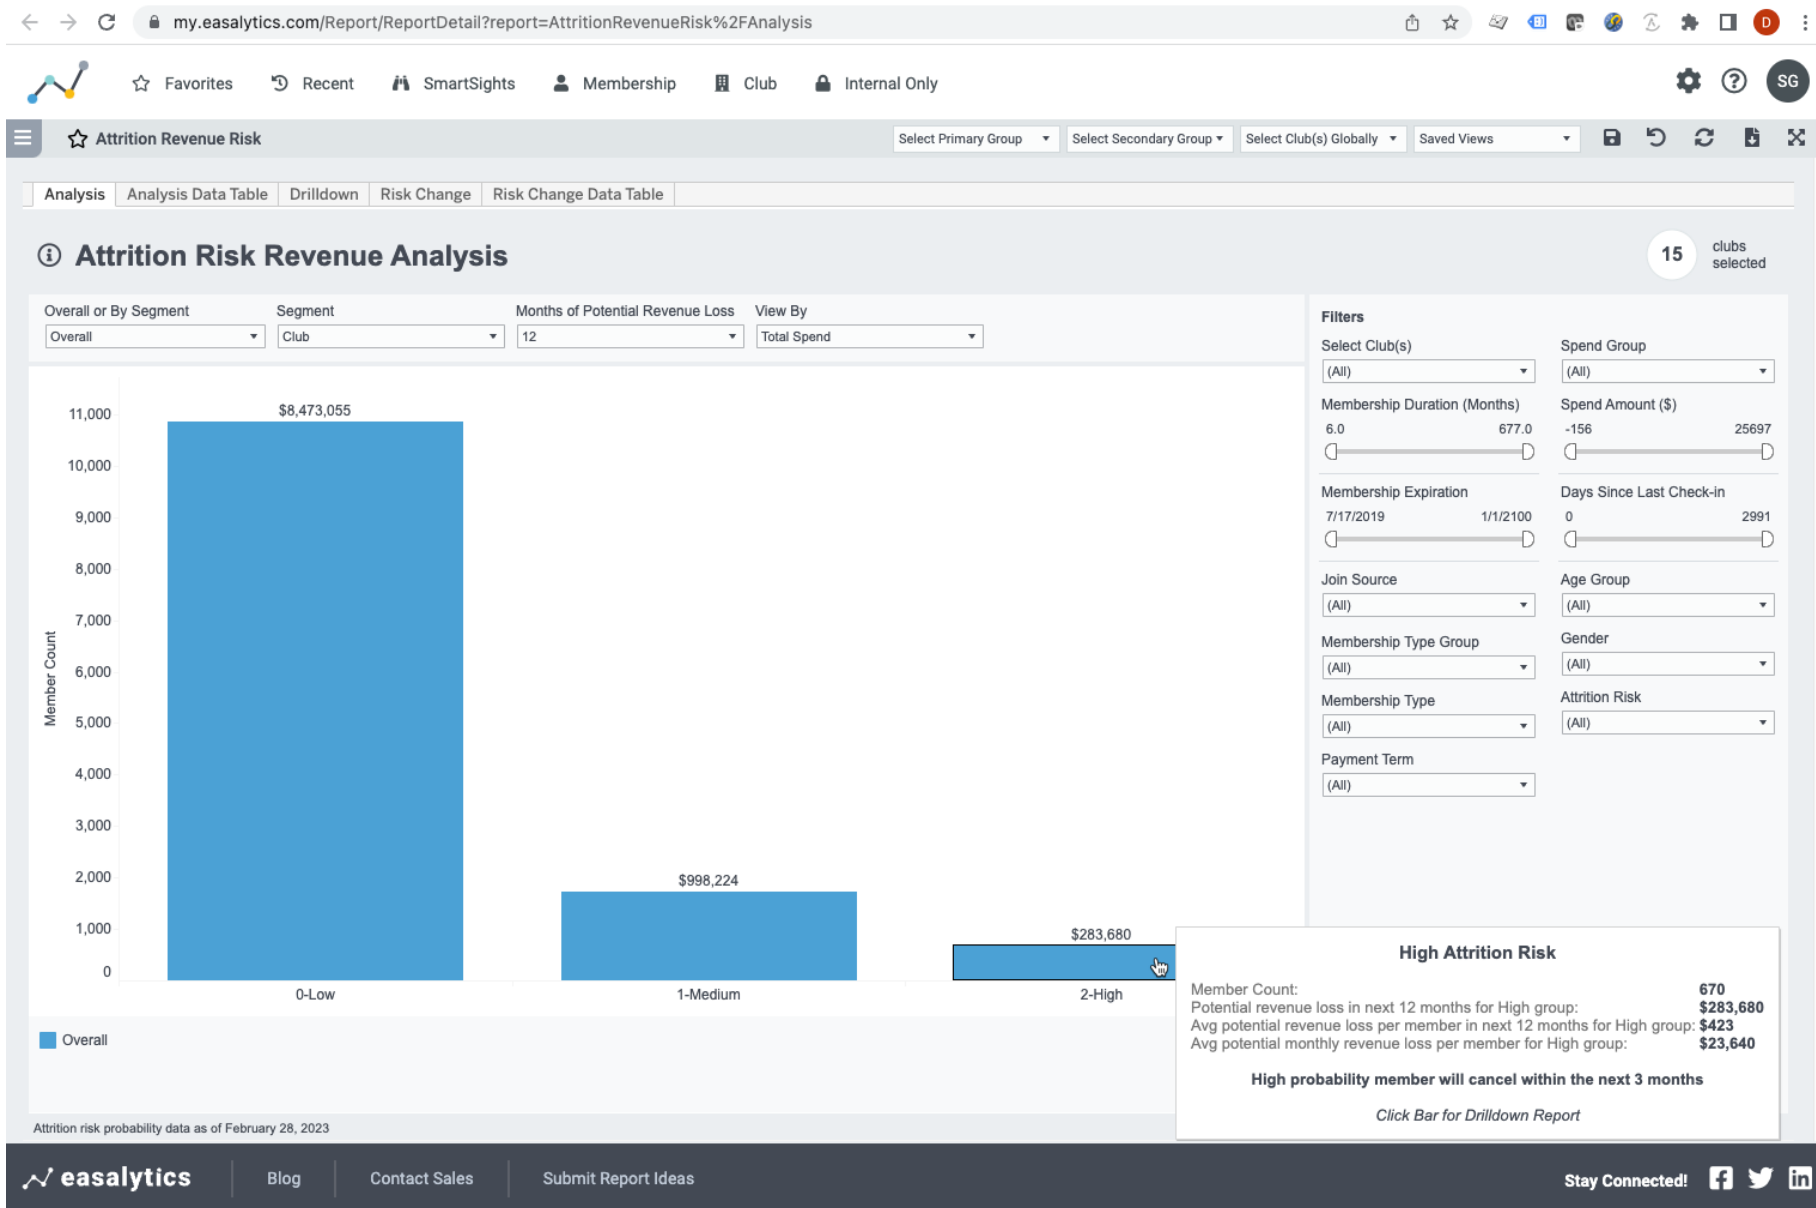 my.easalytics.com/Report/ReportDetail?report=AttritionRevenueRisk%2FAnalysis
D
Favorites Recent SmartSights Membership Club Internal Only
SG
Attrition Revenue Risk
Select Primary Group Select Secondary Group Select Club(s) Globally Saved Views
Analysis Analysis Data Table Drilldown Risk Change Risk Change Data Table
Attrition Risk Revenue Analysis
15 clubs
selected
Overall or By Segment Segment Months of Potential Revenue Loss View By
Overall Club 12 Total Spend
Member Count
11,000
10,000
9,000
8,000
7,000
6,000
5,000
4,000
3,000
2,000
1,000
0
$8,473,055
$998,224
$283,680
0-Low 1-Medium 2-High
Overall
Filters
Select Club(s) Spend Group
(All) (All)
Membership Duration (Months) Spend Amount ($)
6.0 677.0 -156 25697
Membership Expiration Days Since Last Check-in
7/17/2019 1/1/2100 0 2991
Join Source Age Group
(All) (All)
Membership Type Group Gender
(All) (All)
Membership Type Attrition Risk
(All) (All)
Payment Term
(All)
High Attrition Risk
Member Count: 670
Potential revenue loss in next 12 months for High group: $283,680
Avg potential revenue loss per member in next 12 months for High group: $423
Avg potential monthly revenue loss per member for High group: $23,640
High probability member will cancel within the next 3 months
Click Bar for Drilldown Report
Attrition risk probability data as of February 28, 2023
easalytics Blog Contact Sales Submit Report Ideas Stay Connected!